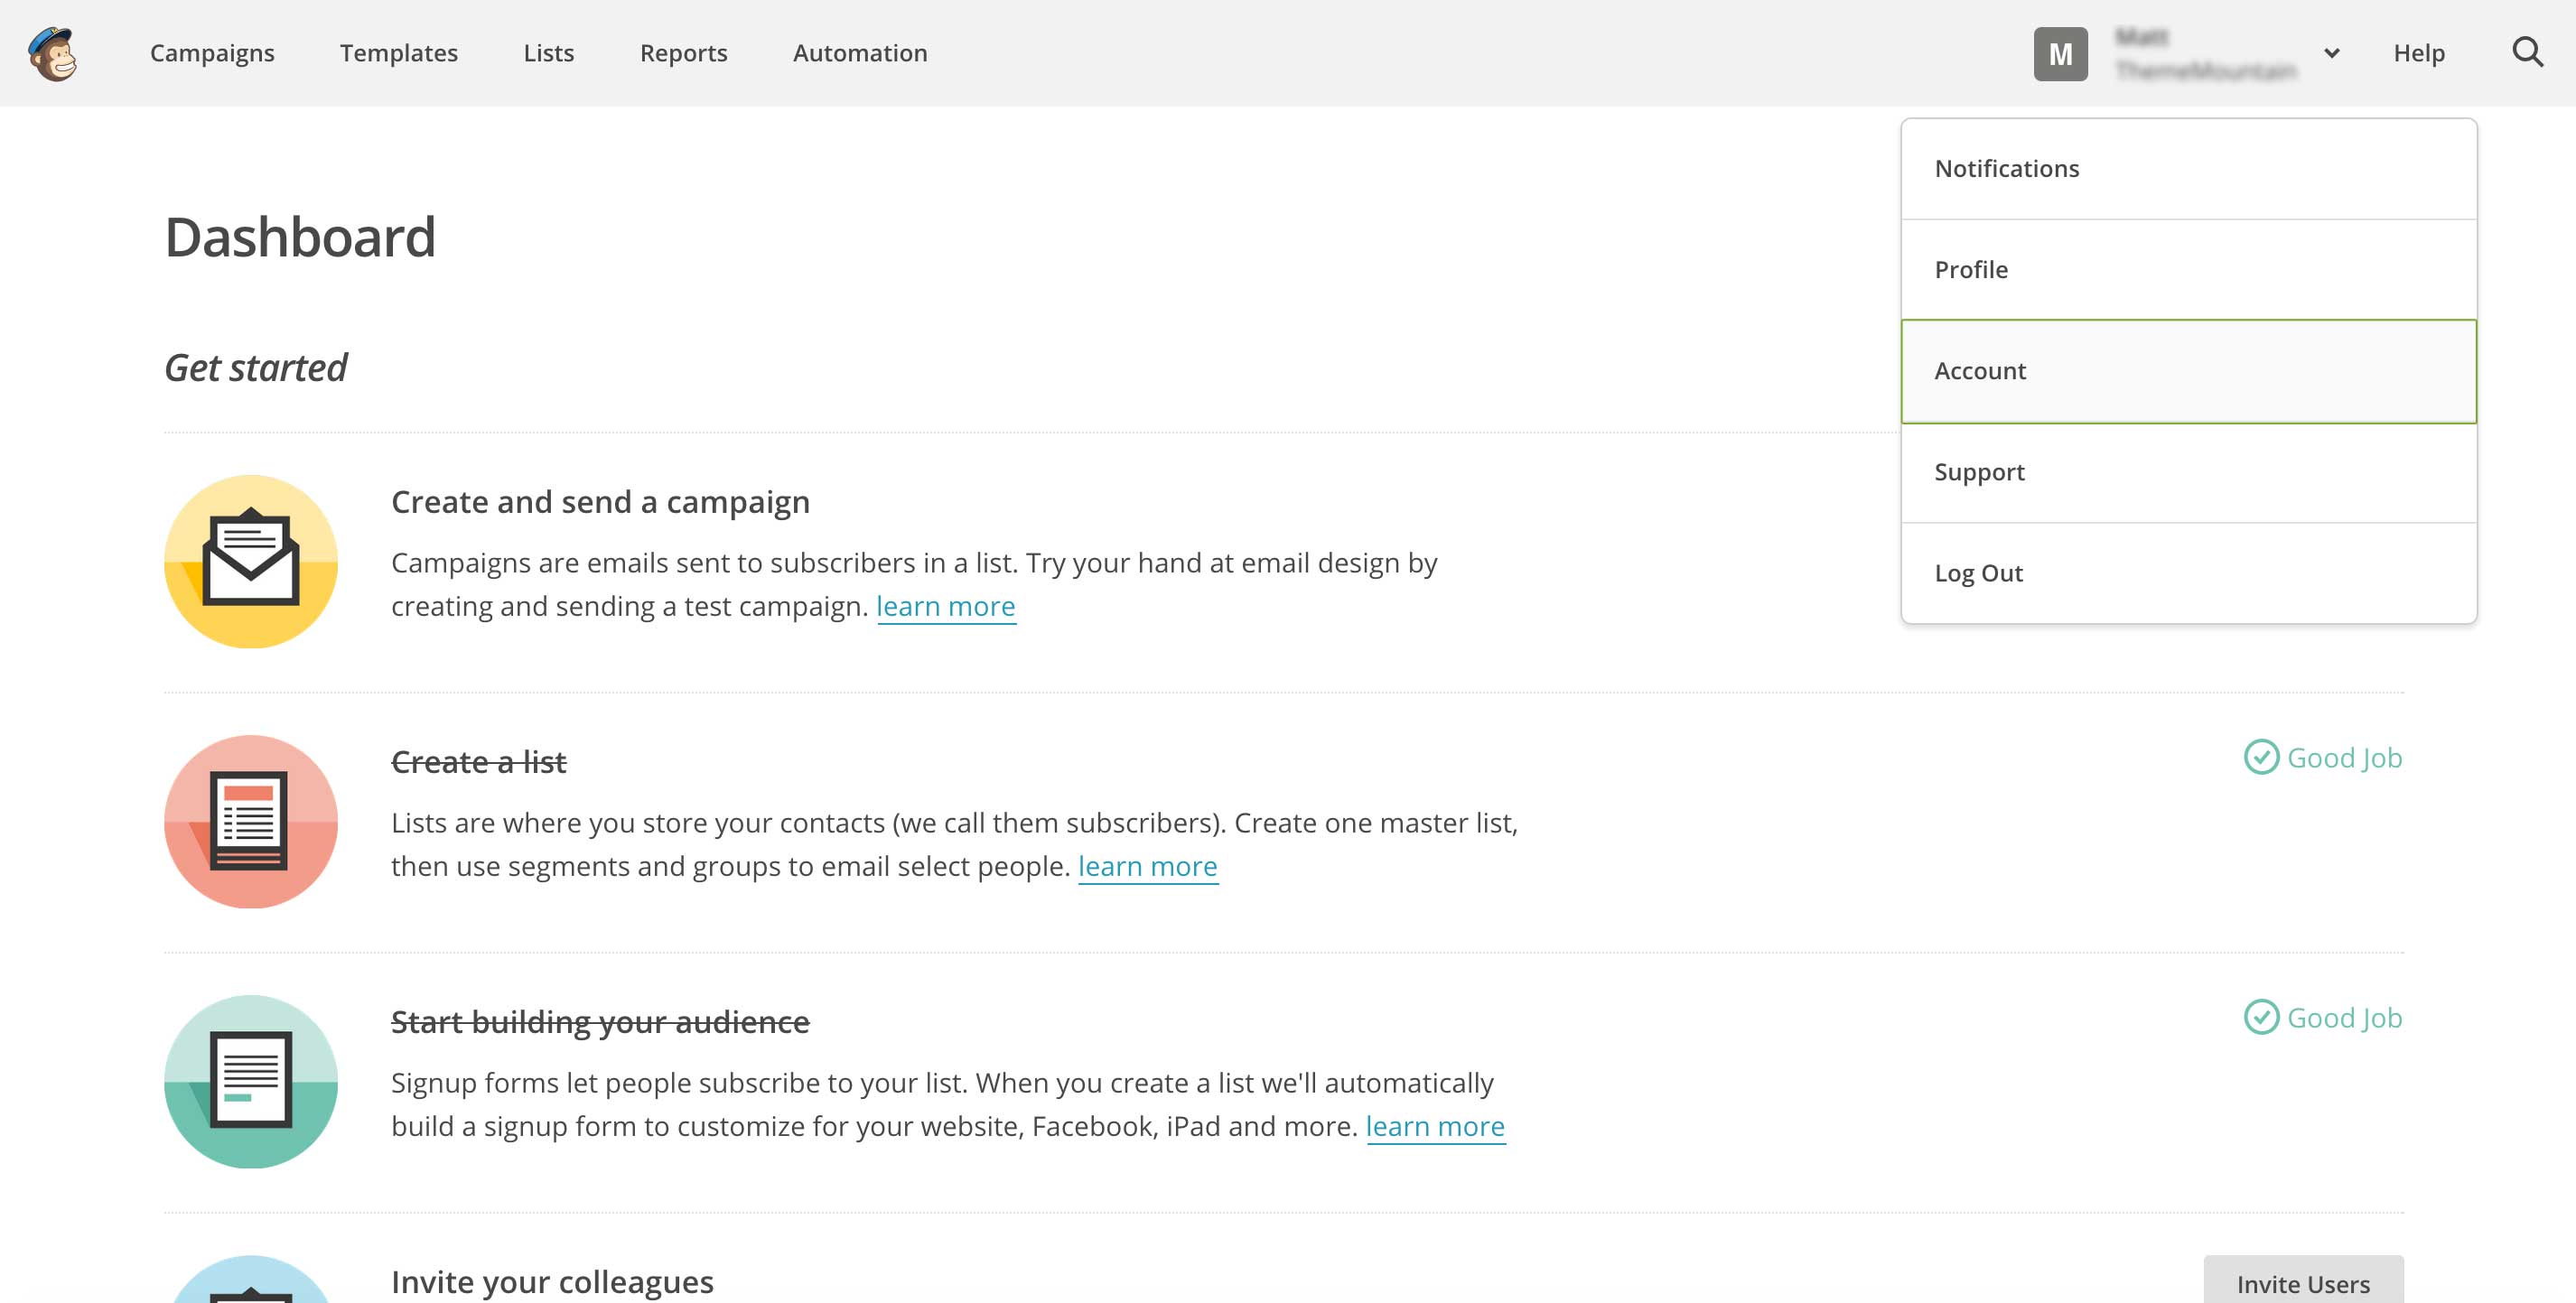 Campaigns Templates Lists Reports Automation M Help
Notifications
Profile
Account
Support
Log Out
Dashboard
Get started
Create and send a campaign
Campaigns are emails sent to subscribers in a list. Try your hand at email design by
creating and sending a test campaign. learn more
Create a list
Good Job
Lists are where you store your contacts (we call them subscribers). Create one master list,
then use segments and groups to email select people. learn more
Start building your audience
Good Job
Signup forms let people subscribe to your list. When you create a list we'll automatically
build a signup form to customize for your website, Facebook, iPad and more. learn more
Invite your colleagues
Invite Users